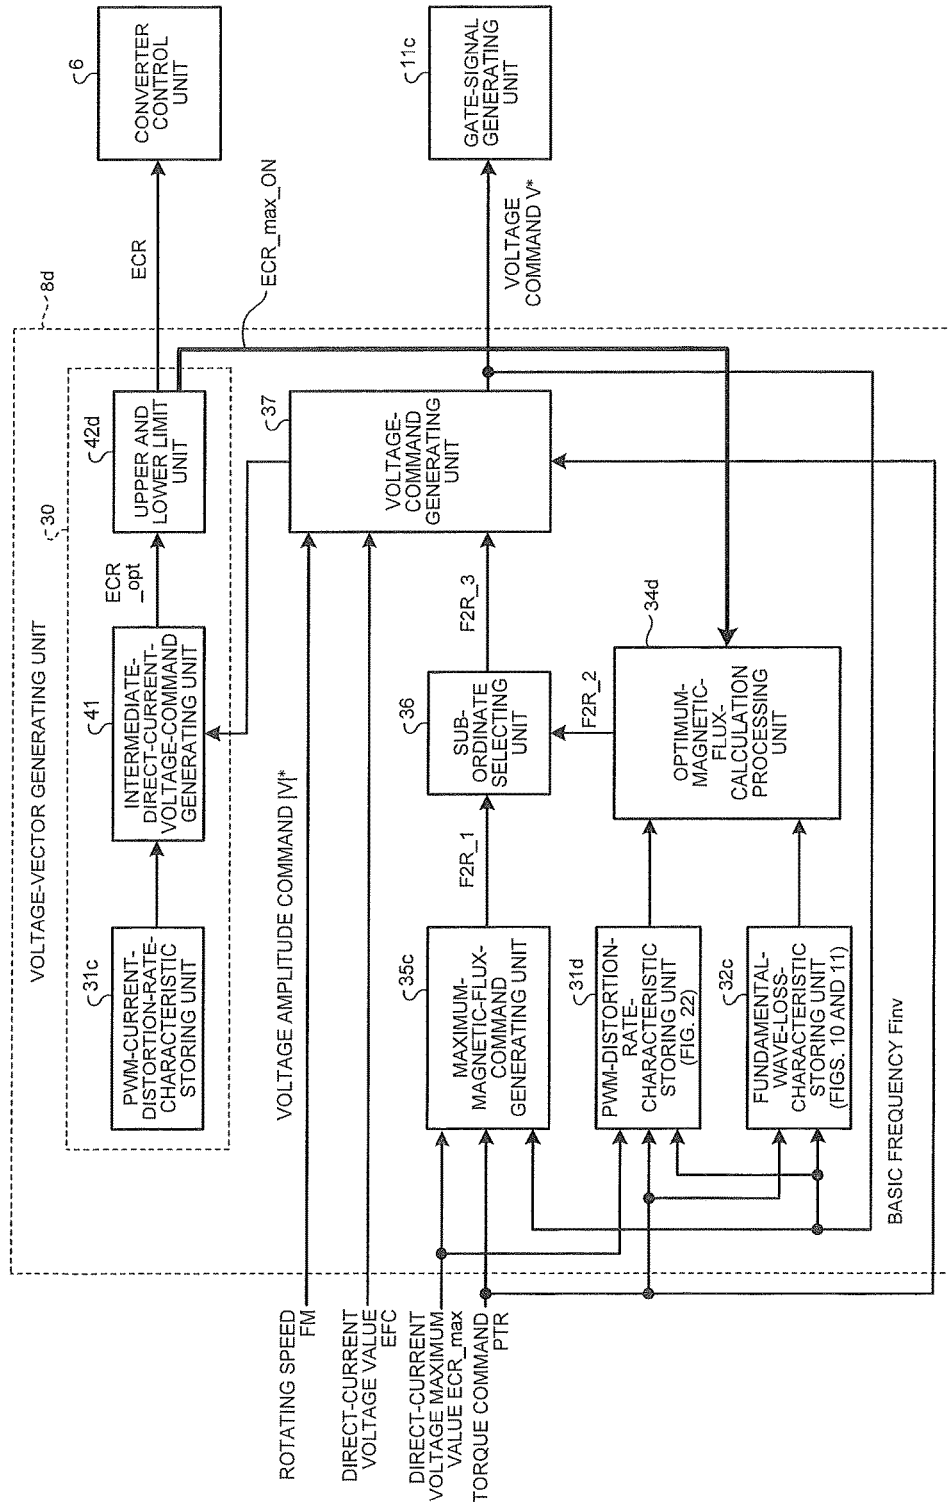 VOLTAGE-VECTOR GENERATING UNIT
8d
30
31c
PWM-CURRENT-
DISTORTION-RATE-
CHARACTERISTIC
STORING UNIT
41
INTERMEDIATE-
DIRECT-CURRENT-
VOLTAGE-COMMAND
GENERATING UNIT
ECR
_opt
42d
UPPER AND
LOWER LIMIT
UNIT
ECR
6
CONVERTER
CONTROL
UNIT
ECR_max_ON
VOLTAGE AMPLITUDE COMMAND |V|*
ROTATING SPEED
FM
DIRECT-CURRENT
VOLTAGE VALUE
EFC
DIRECT-CURRENT
VOLTAGE MAXIMUM
VALUE ECR_max
TORQUE COMMAND
PTR
35c
MAXIMUM-
MAGNETIC-FLUX-
COMMAND
GENERATING UNIT
F2R_1
36
SUB-
ORDINATE
SELECTING
UNIT
F2R_3
37
VOLTAGE-
COMMAND
GENERATING
UNIT
VOLTAGE
COMMAND V*
11c
GATE-SIGNAL
GENERATING
UNIT
31d
PWM-DISTORTION-
RATE-
CHARACTERISTIC
STORING UNIT
(FIG. 22)
F2R_2
34d
OPTIMUM-
MAGNETIC-
FLUX-
CALCULATION
PROCESSING
UNIT
32c
FUNDAMENTAL-
WAVE-LOSS-
CHARACTERISTIC
STORING UNIT
(FIGS. 10 AND 11)
BASIC FREQUENCY Finv